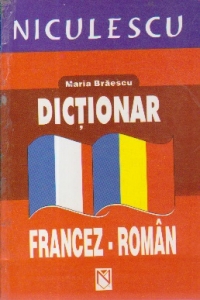 NICULESCU
Maria Brăescu
DICȚIONAR
FRANCEZ - ROMÂN
N